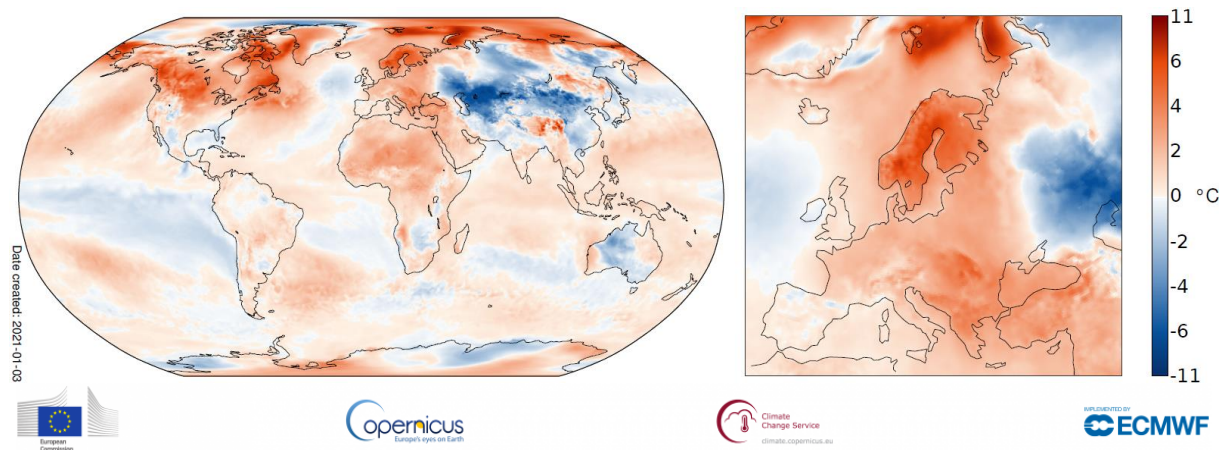 11
6
4
2
0 °C
-2
-4
-6
-11
Date created: 2021-01-03
European
Commission
Copernicus
Europe's eyes on Earth
Climate
Change Service
climate.copernicus.eu
IMPLEMENTED BY
ECMWF